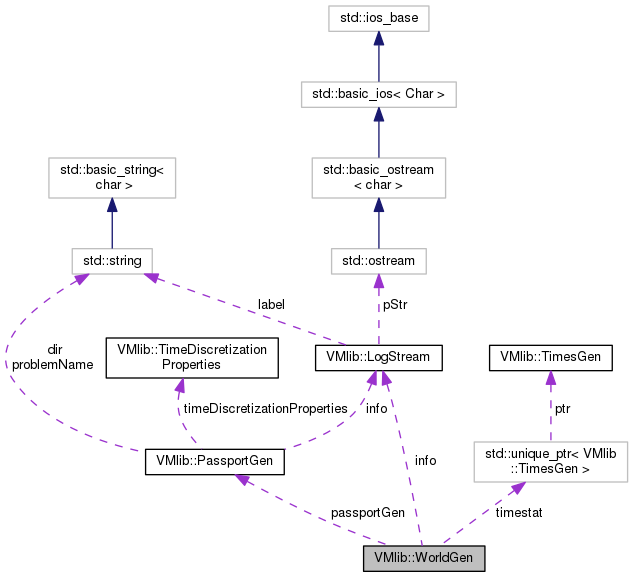 std::ios_base
std::basic_ios< Char >
std::basic_string<
char >
std::basic_ostream
< char >
std::string
std::ostream
label
pStr
dir
problemName
VMlib::TimeDiscretization
Properties
VMlib::LogStream
VMlib::TimesGen
timeDiscretizationProperties
info
ptr
VMlib::PassportGen
info
std::unique_ptr< VMlib
::TimesGen >
passportGen
timestat
VMlib::WorldGen